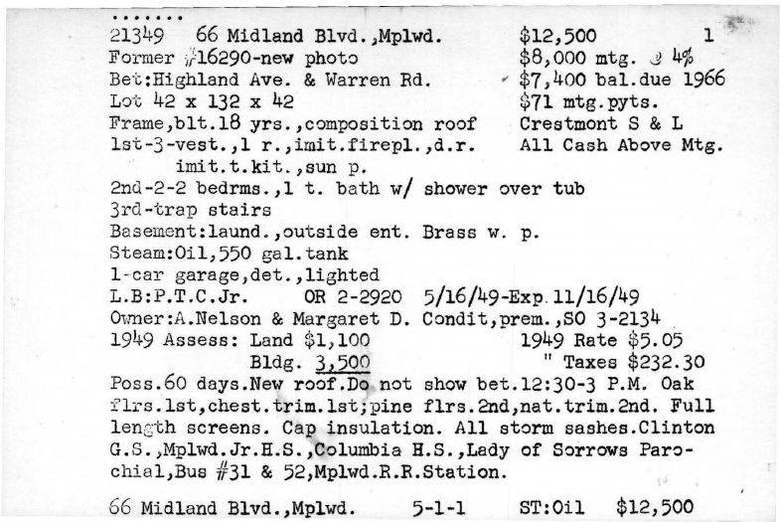 21349 66 Midland Blvd.,Mplwd. $12,500 1
Former #16290-new photo $8,000 mtg. @ 4%
Bet:Highland Ave. & Warren Rd. $7,400 bal.due 1966
Lot 42 x 132 x 42 $71 mtg.pyts.
Frame,blt.18 yrs.,composition roof Crestmont S & L
1st-3-vest.,l r.,imit.firepl.,d.r. All Cash Above Mtg.
imit.t.kit.,sun p.
2nd-2-2 bedrms.,1 t. bath w/ shower over tub
3rd-trap stairs
Basement:laund.,outside ent. Brass w. p.
Steam:Oil,550 gal.tank
1-car garage,det.,lighted
L.B:P.T.C.Jr. OR 2-2920 5/16/49-Exp.11/16/49
Owner:A.Nelson & Margaret D. Condit,prem.,SO 3-2134
1949 Assess: Land $1,100 1949 Rate $5.05
Bldg. 3,500 " Taxes $232.30
Poss.60 days.New roof.Do not show bet.12:30-3 P.M. Oak
flrs.1st,chest.trim.1st;pine flrs.2nd,nat.trim.2nd. Full
length screens. Cap insulation. All storm sashes.Clinton
G.S.,Mplwd.Jr.H.S.,Columbia H.S.,Lady of Sorrows Paro-
chial,Bus #31 & 52,Mplwd.R.R.Station.
66 Midland Blvd.,Mplwd. 5-1-1 ST:Oil $12,500